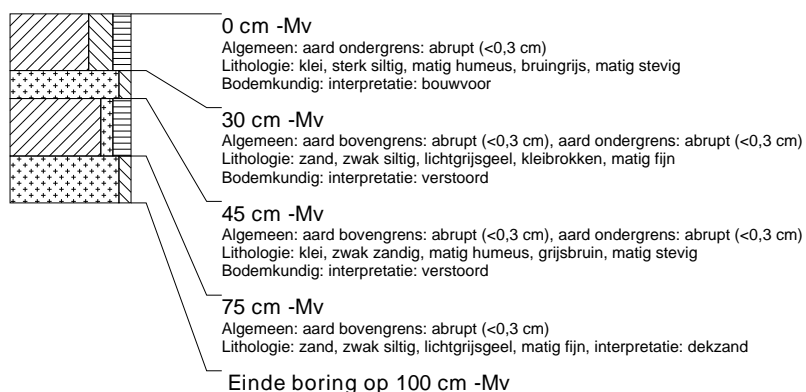 0 cm -Mv
Algemeen: aard ondergrens: abrupt (<0,3 cm)
Lithologie: klei, sterk siltig, matig humeus, bruingrijs, matig stevig
Bodemkundig: interpretatie: bouwvoor
30 cm -Mv
Algemeen: aard bovengrens: abrupt (<0,3 cm), aard ondergrens: abrupt (<0,3 cm)
Lithologie: zand, zwak siltig, lichtgrijsgeel, kleibrokken, matig fijn
Bodemkundig: interpretatie: verstoord
45 cm -Mv
Algemeen: aard bovengrens: abrupt (<0,3 cm), aard ondergrens: abrupt (<0,3 cm)
Lithologie: klei, zwak zandig, matig humeus, grijsbruin, matig stevig
Bodemkundig: interpretatie: verstoord
75 cm -Mv
Algemeen: aard bovengrens: abrupt (<0,3 cm)
Lithologie: zand, zwak siltig, lichtgrijsgeel, matig fijn, interpretatie: dekzand
Einde boring op 100 cm -Mv